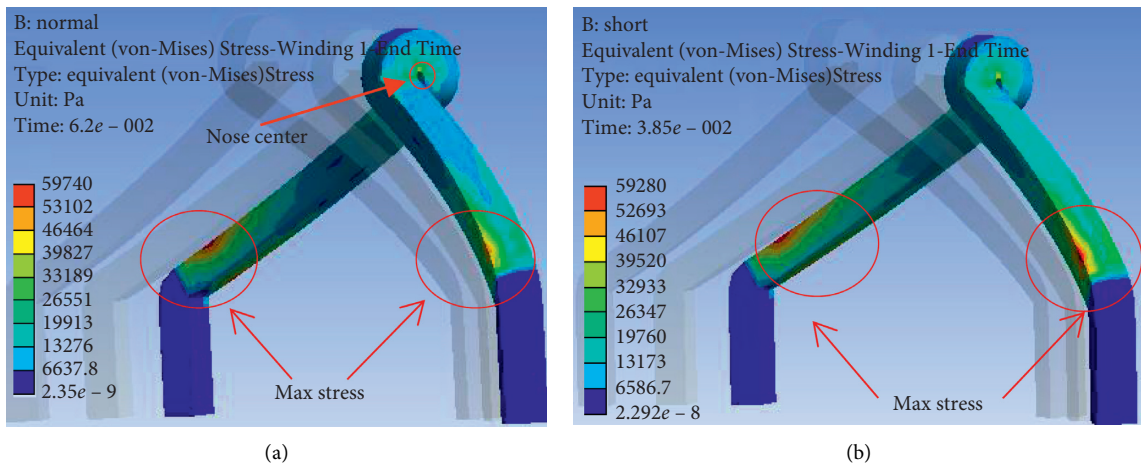 B: normal
Equivalent (von-Mises) Stress-Winding 1-End Time
Type: equivalent (von-Mises)Stress
Unit: Pa
Time: 6.2e – 002
Nose center
59740
53102
46464
39827
33189
26551
19913
13276
6637.8
2.35e – 9
Max stress
(a)
B: short
Equivalent (von-Mises) Stress-Winding 1-End Time
Type: equivalent (von-Mises)Stress
Unit: Pa
Time: 3.85e – 002
59280
52693
46107
39520
32933
26347
19760
13173
6586.7
2.292e – 8
Max stress
(b)